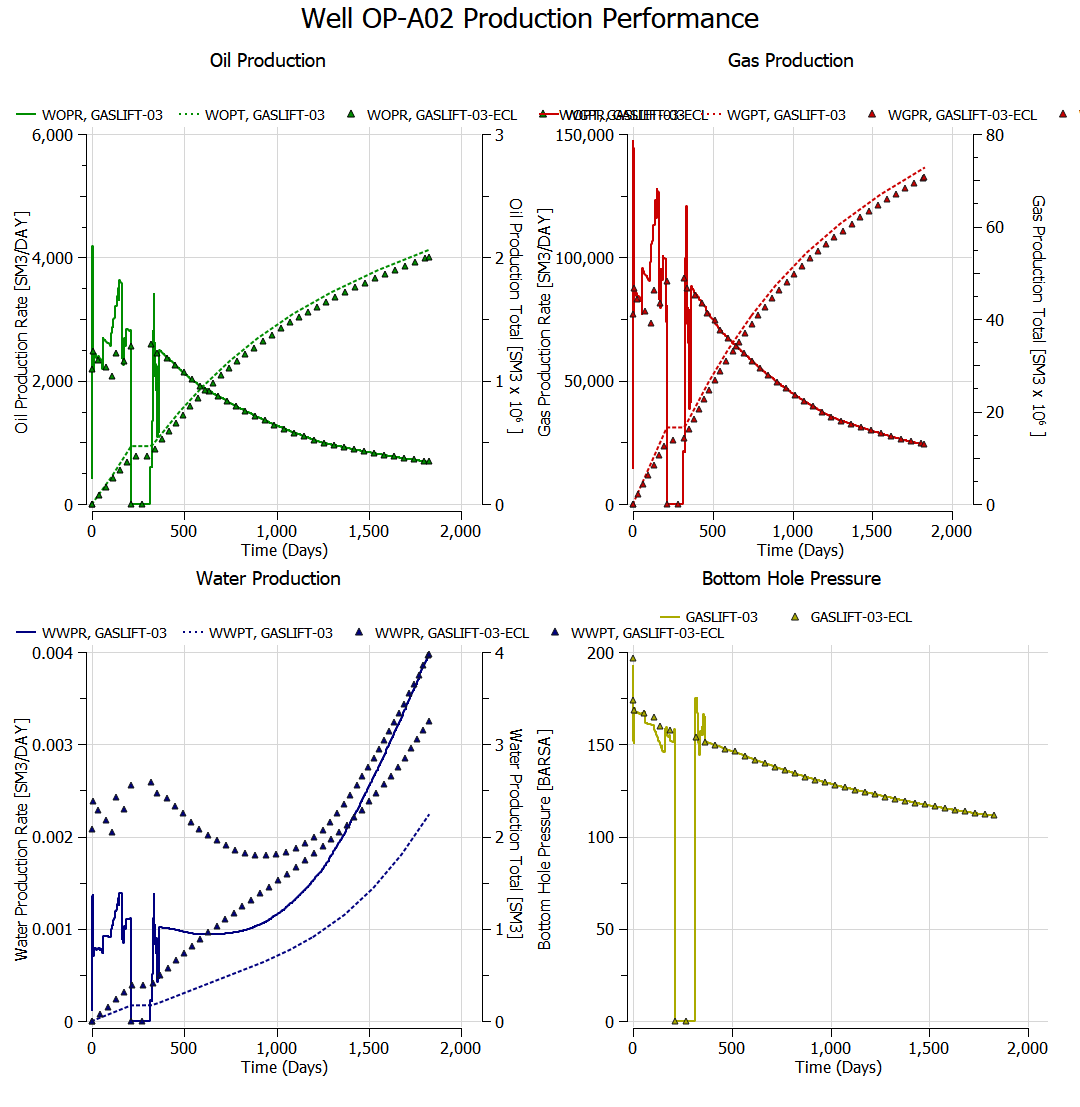 Well OP-A02 Production Performance
Oil Production
WOPR, GASLIFT-03 WOPT, GASLIFT-03 WOPR, GASLIFT-03-ECL
6,000
4,000
2,000
0
3
2
1
0
Oil Production Rate [SM3/DAY]
Oil Production Total [SM3 x 10⁶ ]
0 500 1,000 1,500 2,000
Time (Days)
Gas Production
WGPT, GASLIFT-03 WGPR, GASLIFT-03-ECL
150,000
100,000
50,000
0
80
60
40
20
0
Gas Production Rate [SM3/DAY]
Gas Production Total [SM3 x 10⁶ ]
0 500 1,000 1,500 2,000
Time (Days)
Water Production
WWPR, GASLIFT-03 WWPT, GASLIFT-03 WWPR, GASLIFT-03-ECL WWPT, GASLIFT-03-ECL
0.004
0.003
0.002
0.001
0
4
3
2
1
0
Water Production Rate [SM3/DAY]
Water Production Total [SM3]
0 500 1,000 1,500 2,000
Time (Days)
Bottom Hole Pressure
GASLIFT-03 GASLIFT-03-ECL
200
150
100
50
0
Bottom Hole Pressure [BARSA]
0 500 1,000 1,500 2,000
Time (Days)